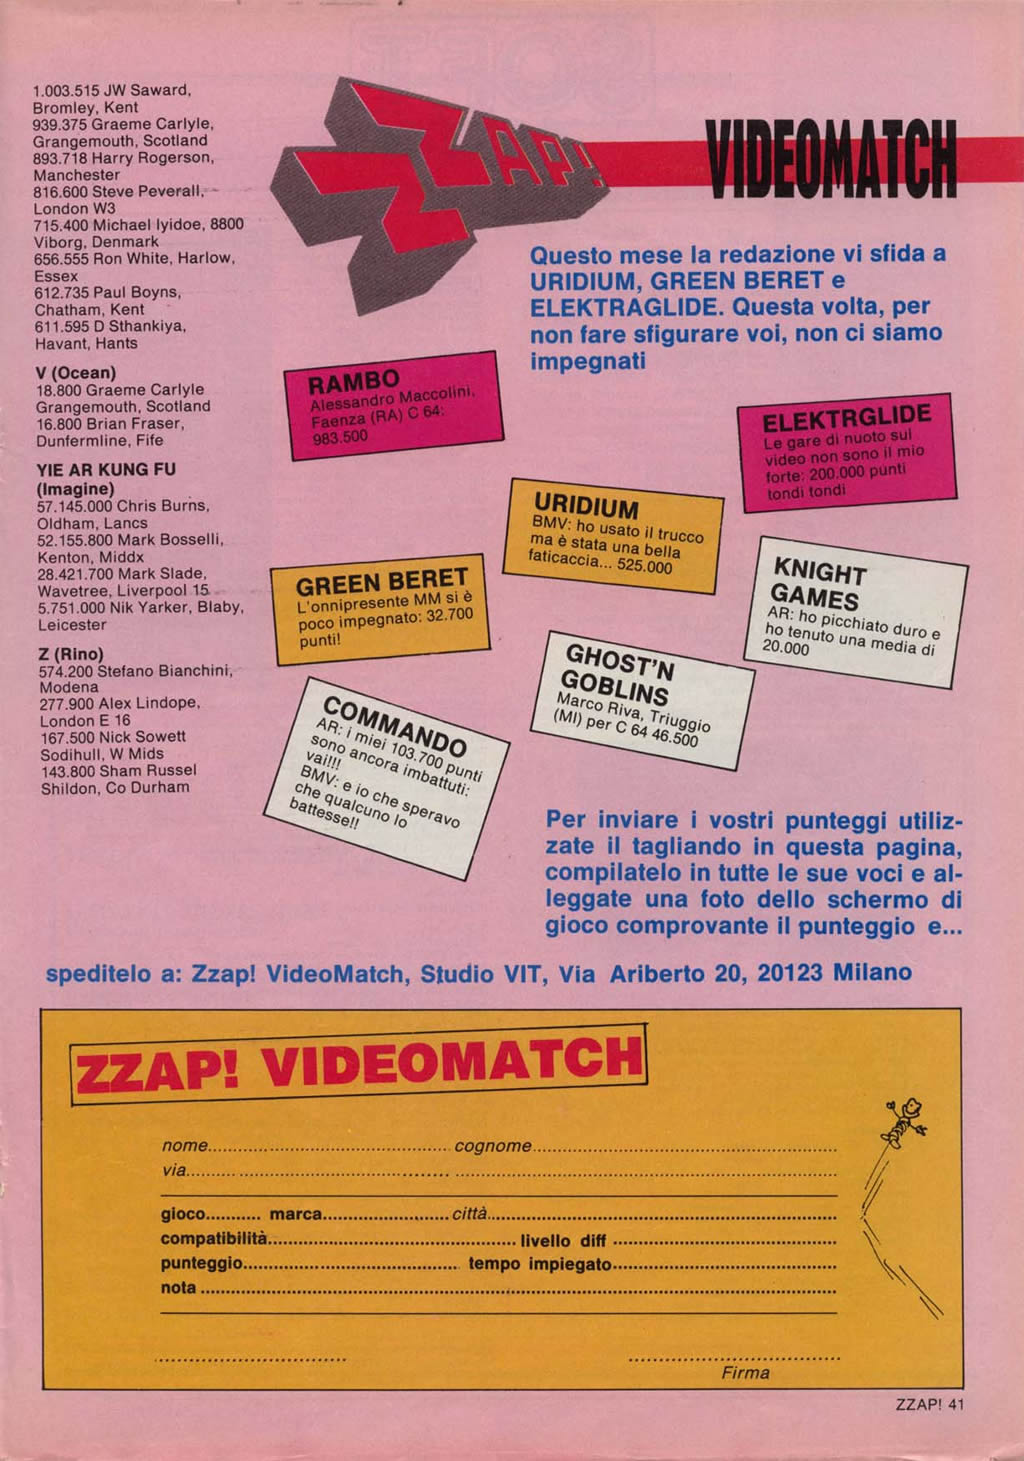 1.003.515 JW Saward,
Bromley, Kent
939.375 Graeme Carlyle,
Grangemouth, Scotland
893.718 Harry Rogerson,
Manchester
816.600 Steve Peverall,
London W3
715.400 Michael Iyidoe, 8800
Viborg, Denmark
656.555 Ron White, Harlow,
Essex
612.735 Paul Boyns,
Chatham, Kent
611.595 D Sthankiya,
Havant, Hants
V (Ocean)
18.800 Graeme Carlyle
Grangemouth, Scotland
16.800 Brian Fraser,
Dunfermline, Fife
YIE AR KUNG FU
(Imagine)
57.145.000 Chris Burns,
Oldham, Lancs
52.155.800 Mark Bosselli,
Kenton, Middx
28.421.700 Mark Slade,
Wavetree, Liverpool 15
5.751.000 Nik Yarker, Blaby,
Leicester
Z (Rino)
574.200 Stefano Bianchini,
Modena
277.900 Alex Lindope,
London E 16
167.500 Nick Sowett
Sodihull, W Mids
143.800 Sham Russel
Shildon, Co Durham
ZZAP!
VIDEOMATCH
Questo mese la redazione vi sfida a
URIDIUM, GREEN BERET e
ELEKTRAGLIDE. Questa volta, per
non fare sfigurare voi, non ci siamo
impegnati
RAMBO
Alessandro Maccolini,
Faenza (RA) C 64:
983.500
ELEKTRGLIDE
Le gare di nuoto sul
video non sono il mio
forte: 200.000 punti
tondi tondi
URIDIUM
BMV: ho usato il trucco
ma è stata una bella
faticaccia... 525.000
GREEN BERET
L'onnipresente MM si è
poco impegnato: 32.700
punti!
KNIGHT
GAMES
AR: ho picchiato duro e
ho tenuto una media di
20.000
GHOST'N
GOBLINS
Marco Riva, Triuggio
(MI) per C 64 46.500
COMMANDO
AR: i miei 103.700 punti
sono ancora imbattuti:
vai!!!
BMV: e io che speravo
che qualcuno lo
battesse!!
Per inviare i vostri punteggi utiliz-
zate il tagliando in questa pagina,
compilatelo in tutte le sue voci e al-
leggate una foto dello schermo di
gioco comprovante il punteggio e...
speditelo a: Zzap! VideoMatch, Studio VIT, Via Ariberto 20, 20123 Milano
ZZAP! VIDEOMATCH
nome.......................................... cognome....................................................
via............................................. ..................................................................
gioco........... marca......................... città..............................................................
compatibilità................................................. livello diff ........................................
punteggio........................................... tempo impiegato........................................
nota ..............................................................................................................................
...................................... ..........................................
Firma
ZZAP! 41